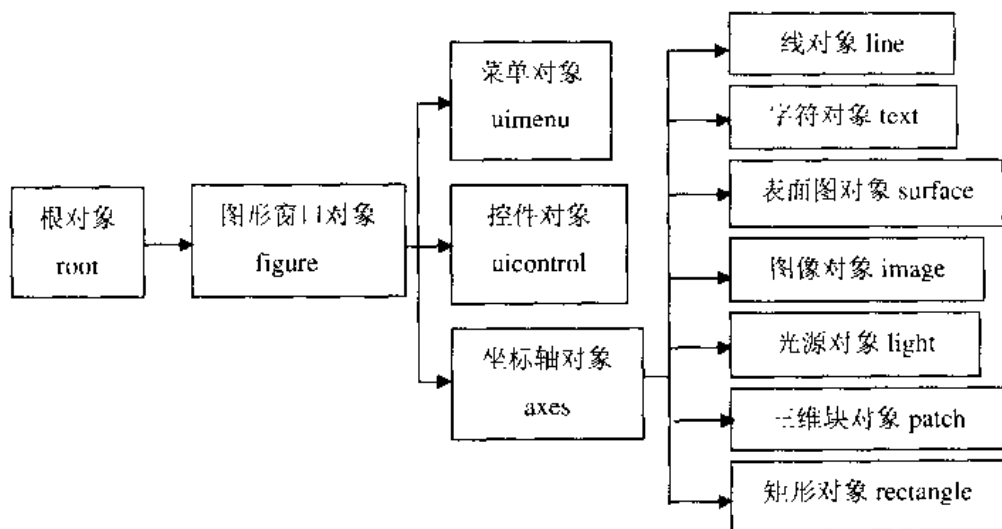 根对象
root
图形窗口对象
figure
菜单对象
uimenu
控件对象
uicontrol
坐标轴对象
axes
线对象 line
字符对象 text
表面图对象 surface
图像对象 image
光源对象 light
三维块对象 patch
矩形对象 rectangle